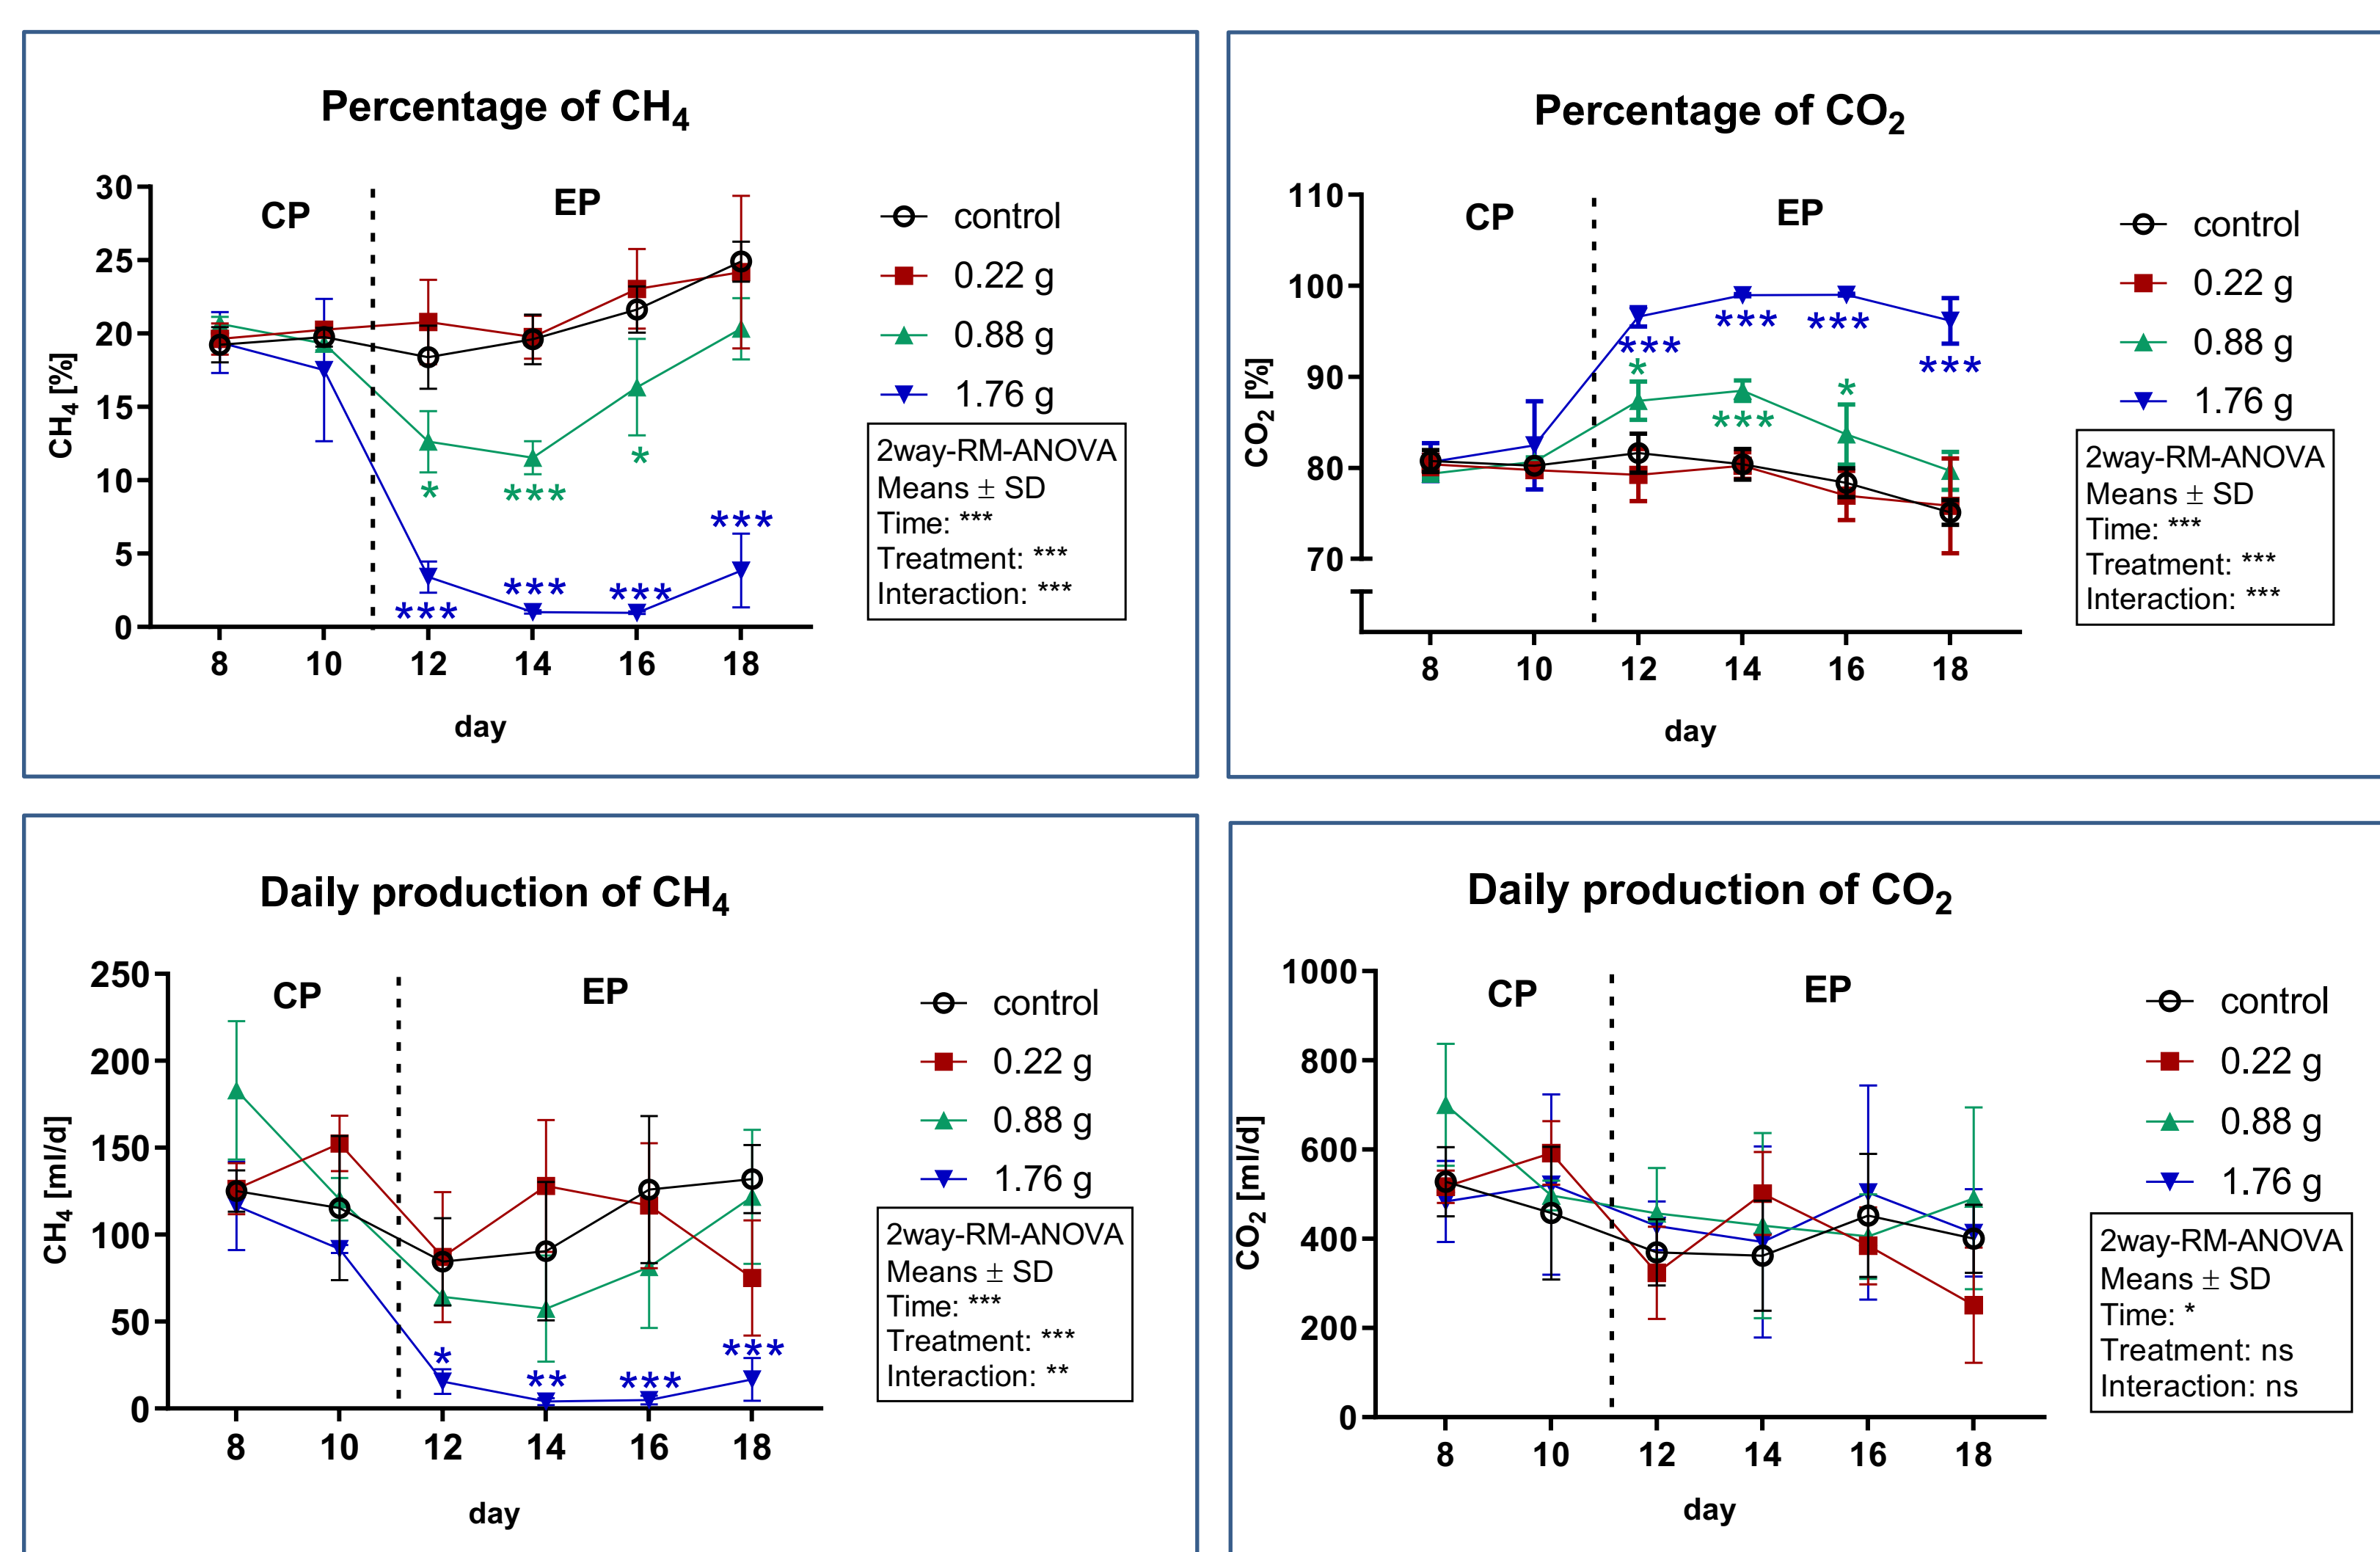 Percentage of CH4
CP
EP
30
25
20
15
10
5
0
CH4 [%]
8 10 12 14 16 18
day
* ***
*
*** *** *** ***
control
0.22 g
0.88 g
1.76 g
2way-RM-ANOVA
Means ± SD
Time: ***
Treatment: ***
Interaction: ***
Percentage of CO2
CP
EP
110
100
90
80
70
CO2 [%]
8 10 12 14 16 18
day
*** *** *** ***
* *** *
control
0.22 g
0.88 g
1.76 g
2way-RM-ANOVA
Means ± SD
Time: ***
Treatment: ***
Interaction: ***
Daily production of CH4
CP
EP
250
200
150
100
50
0
CH4 [ml/d]
8 10 12 14 16 18
day
* ** *** ***
control
0.22 g
0.88 g
1.76 g
2way-RM-ANOVA
Means ± SD
Time: ***
Treatment: ***
Interaction: **
Daily production of CO2
CP
EP
1000
800
600
400
200
0
CO2 [ml/d]
8 10 12 14 16 18
day
control
0.22 g
0.88 g
1.76 g
2way-RM-ANOVA
Means ± SD
Time: *
Treatment: ns
Interaction: ns